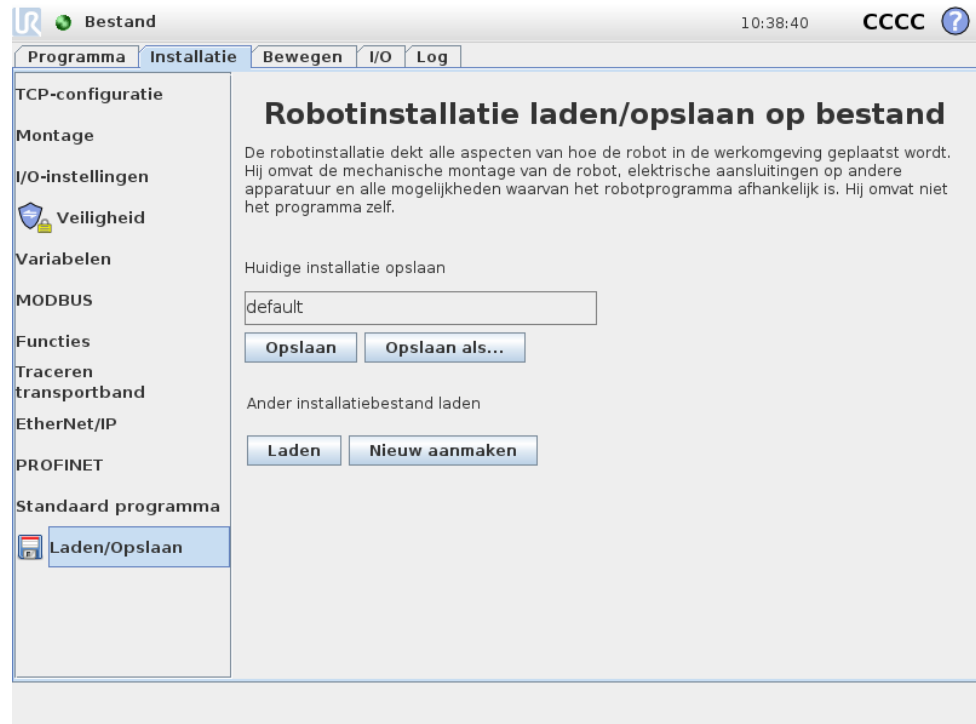 UR Bestand 10:38:40 CCCC ?
Programma Installatie Bewegen I/O Log
TCP-configuratie
Montage
I/O-instellingen
Veiligheid
Variabelen
MODBUS
Functies
Traceren
transportband
EtherNet/IP
PROFINET
Standaard programma
Laden/Opslaan
Robotinstallatie laden/opslaan op bestand
De robotinstallatie dekt alle aspecten van hoe de robot in de werkomgeving geplaatst wordt.
Hij omvat de mechanische montage van de robot, elektrische aansluitingen op andere
apparatuur en alle mogelijkheden waarvan het robotprogramma afhankelijk is. Hij omvat niet
het programma zelf.
Huidige installatie opslaan
default
Opslaan Opslaan als...
Ander installatiebestand laden
Laden Nieuw aanmaken